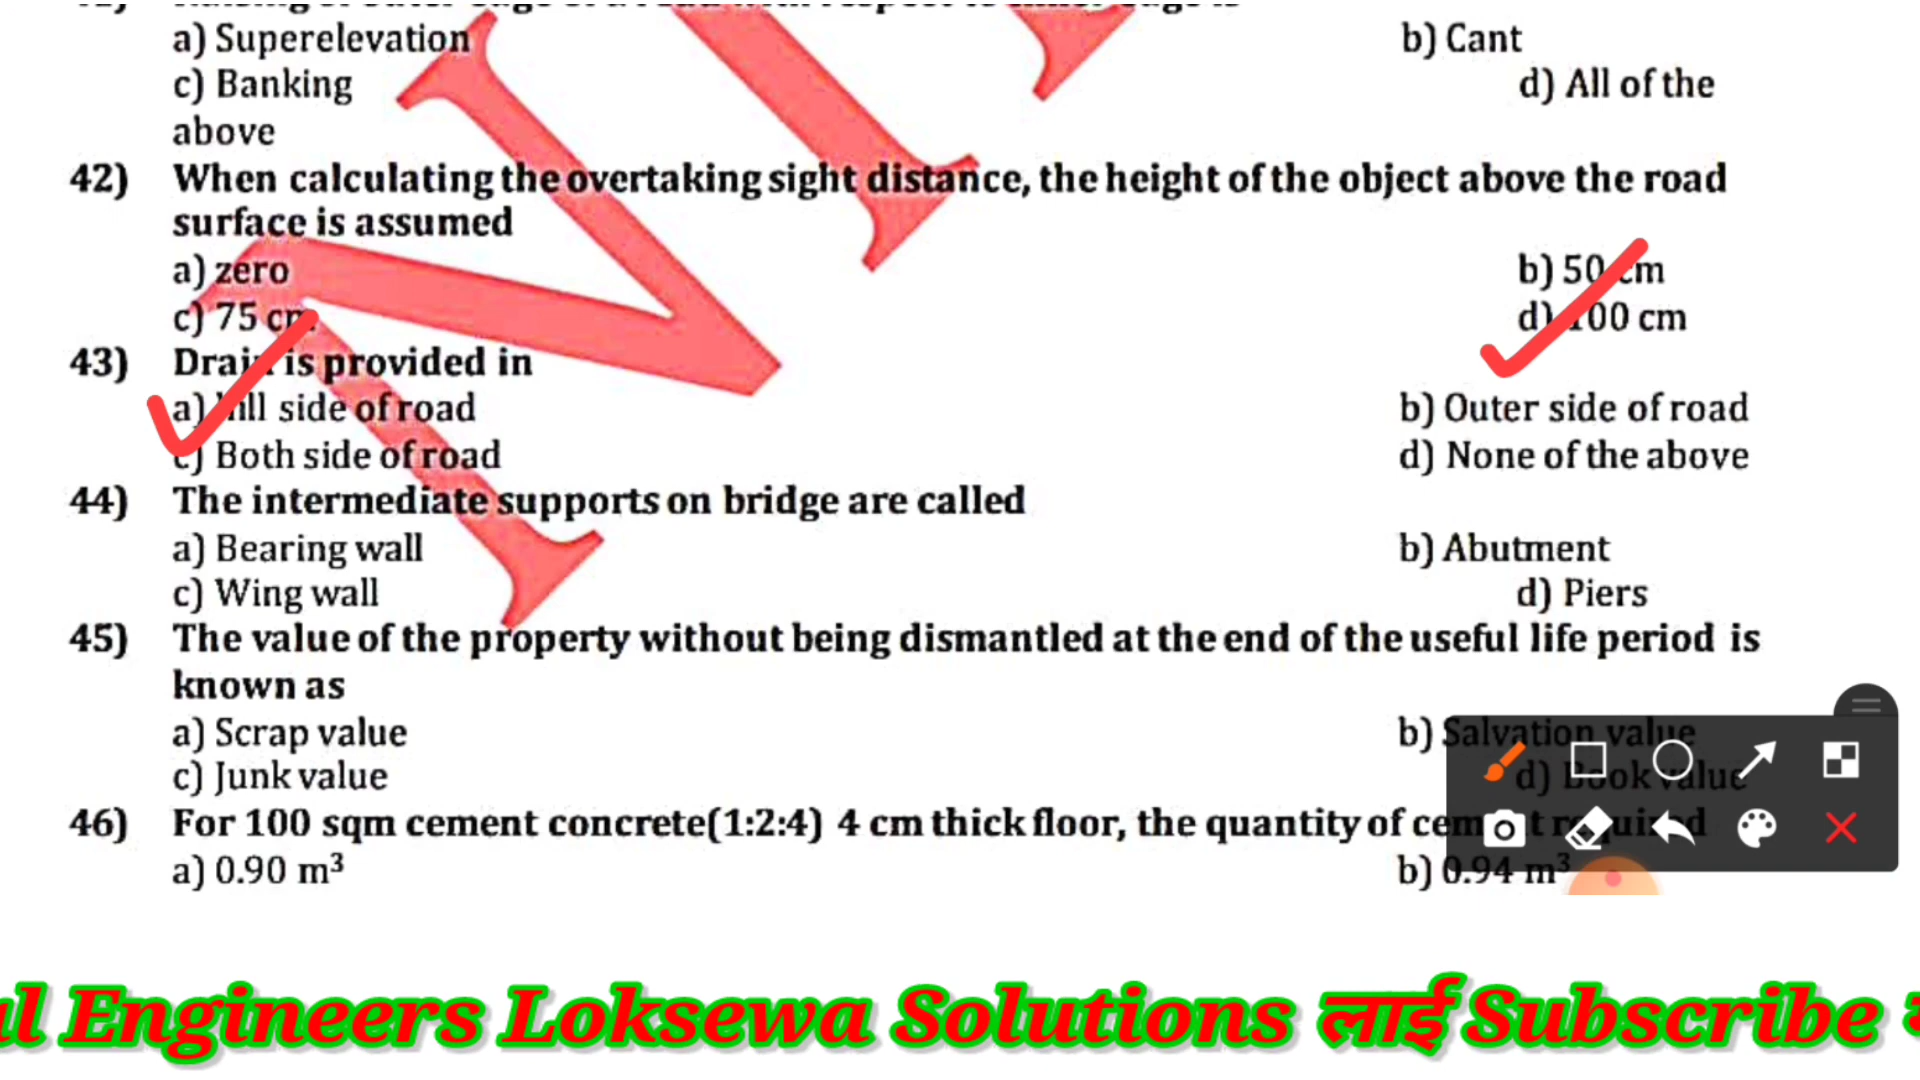 a) Superelevation b) Cant
c) Banking d) All of the
above
42) When calculating the overtaking sight distance, the height of the object above the road
surface is assumed
a) zero b) 50 cm
c) 75 cm d) 100 cm
43) Drain is provided in
a) hill side of road b) Outer side of road
c) Both side of road d) None of the above
44) The intermediate supports on bridge are called
a) Bearing wall b) Abutment
c) Wing wall d) Piers
45) The value of the property without being dismantled at the end of the useful life period is
known as
a) Scrap value b) Salvation value
c) Junk value d) Book value
46) For 100 sqm cement concrete(1:2:4) 4 cm thick floor, the quantity of cement required
a) 0.90 m³ b) 0.94 m³
Engineers Loksewa Solutions लाई Subscribe